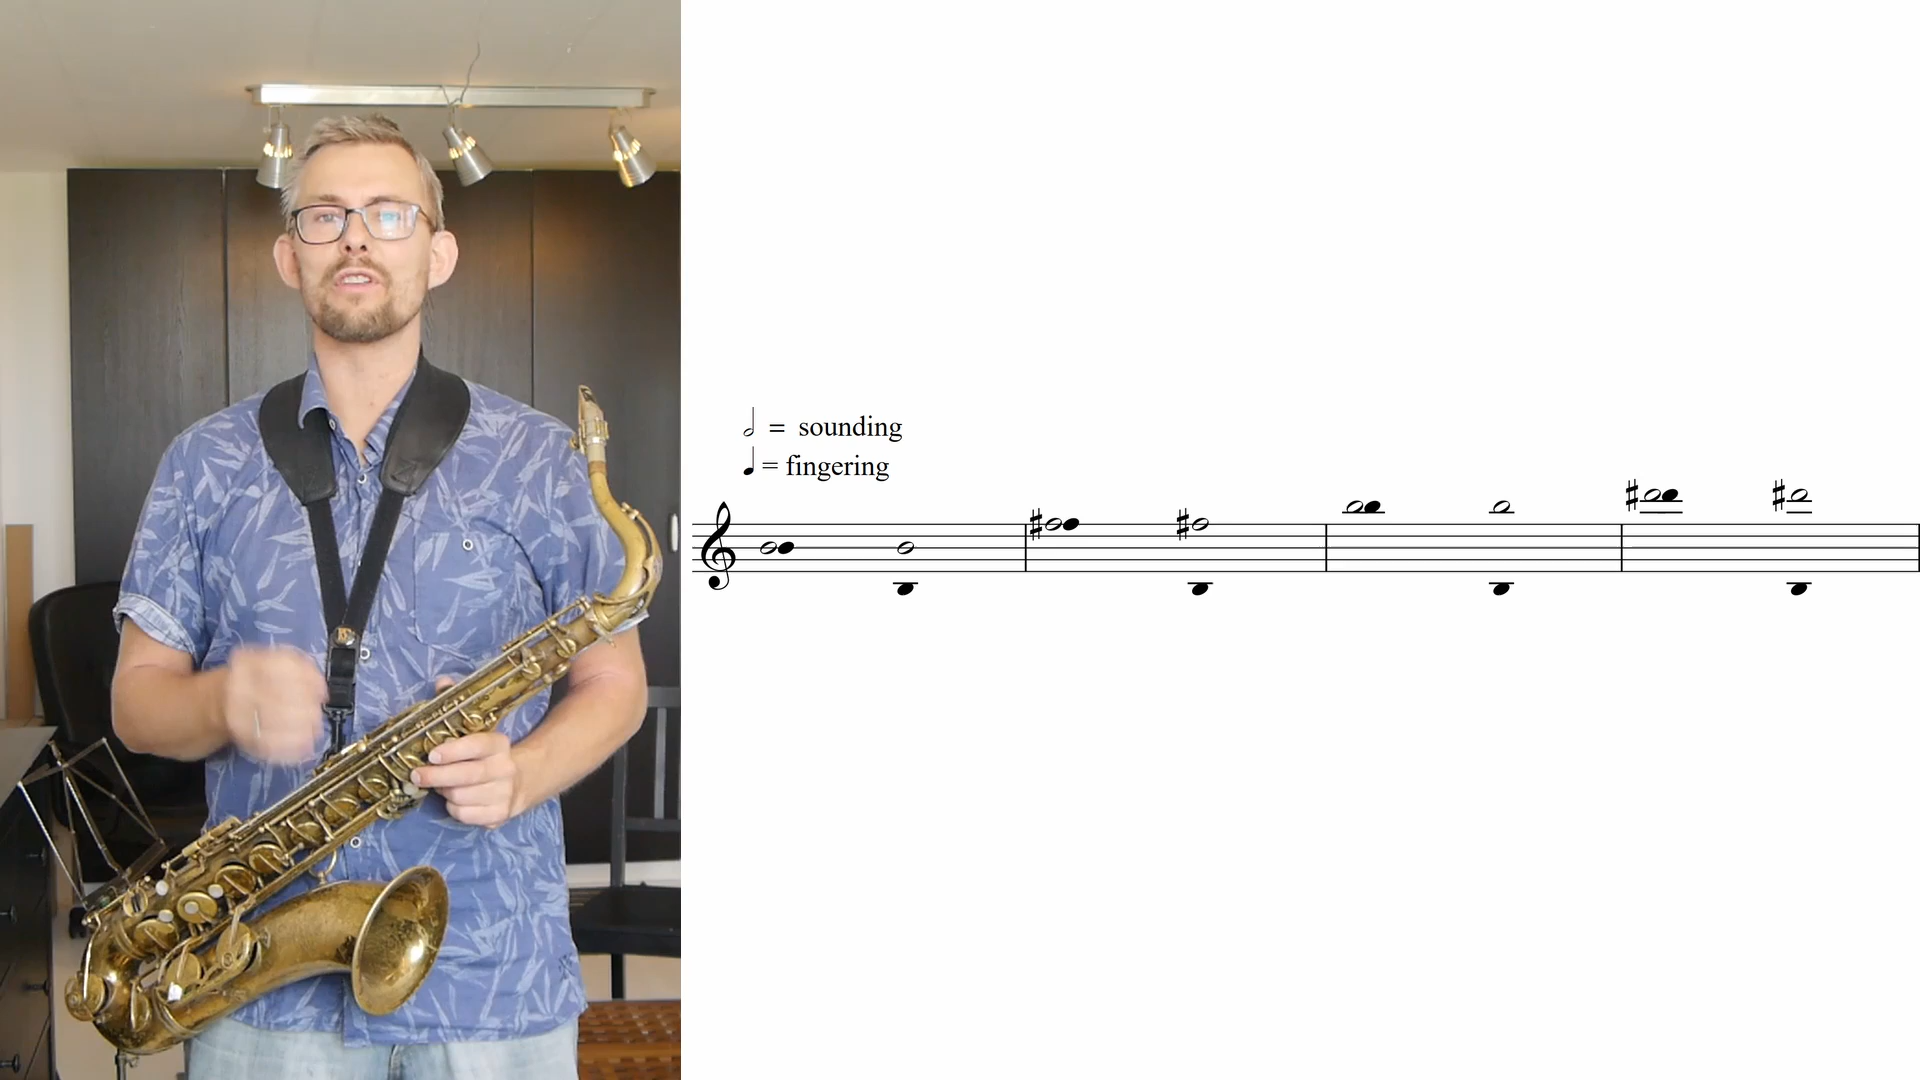 𝅗𝅥 = sounding
♩ = fingering